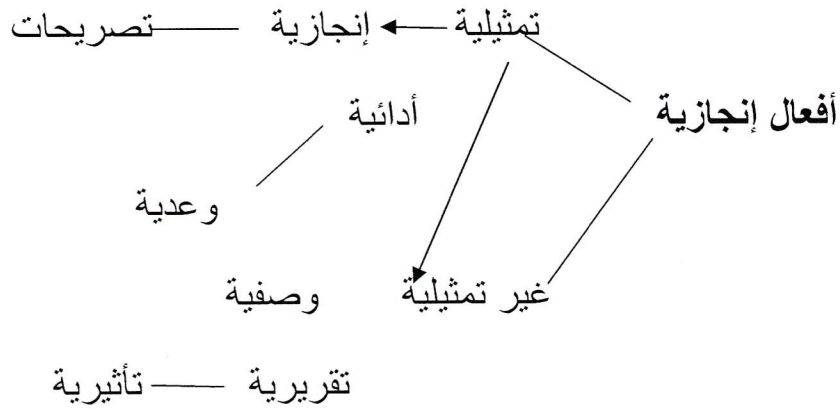 تمثيلية إنجازية تصريحات
أفعال إنجازية أدائية
وعدية
غير تمثيلية وصفية
تقريرية تأثيرية